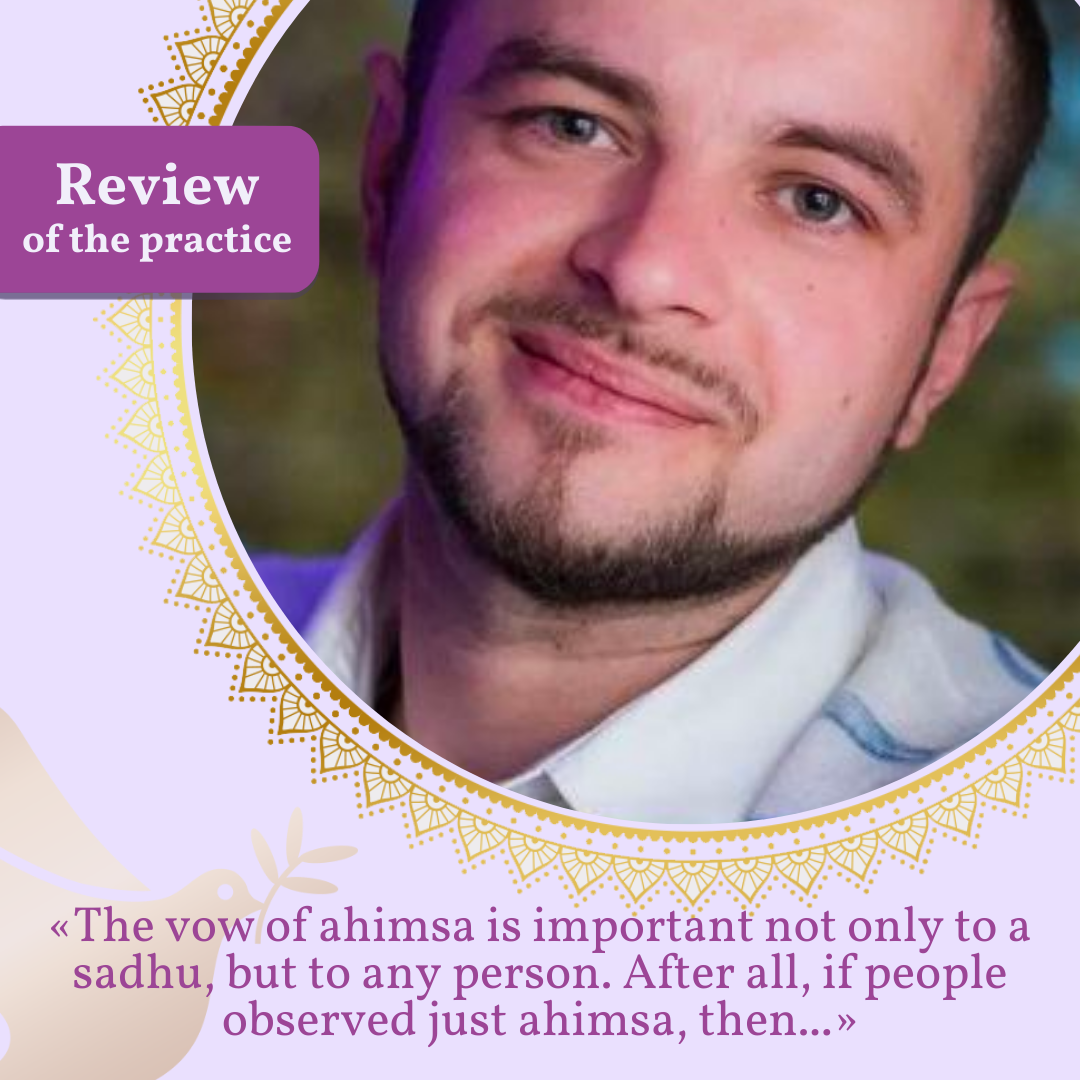 Review
of the practice
«The vow of ahimsa is important not only to a
sadhu, but to any person. After all, if people
observed just ahimsa, then...»